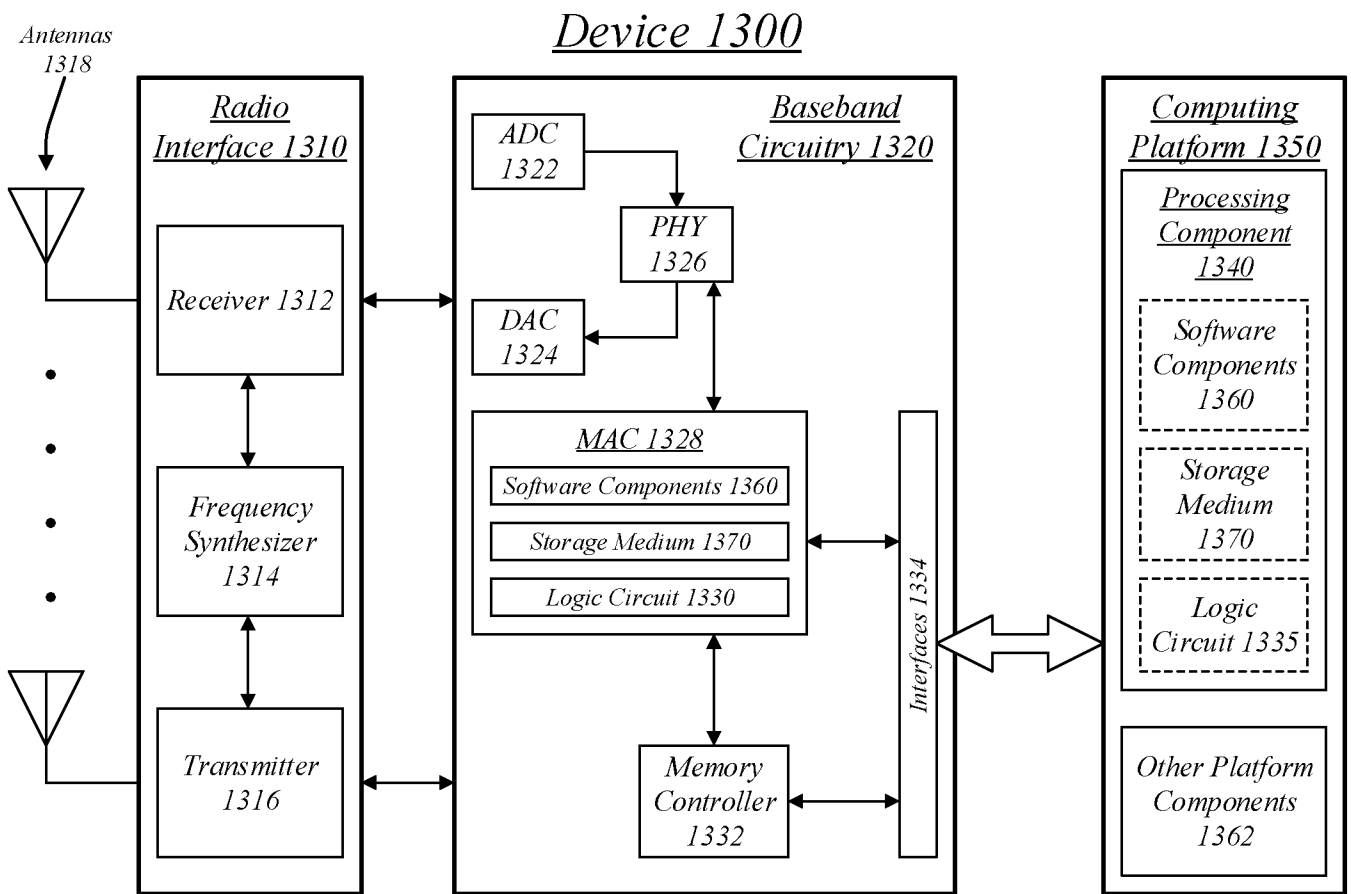 Device 1300
Antennas
1318
Radio
Interface 1310
Receiver 1312
Frequency
Synthesizer
1314
Transmitter
1316
Baseband
Circuitry 1320
ADC
1322
PHY
1326
DAC
1324
MAC 1328
Software Components 1360
Storage Medium 1370
Logic Circuit 1330
Memory
Controller
1332
Interfaces 1334
Computing
Platform 1350
Processing
Component
1340
Software
Components
1360
Storage
Medium
1370
Logic
Circuit 1335
Other Platform
Components
1362